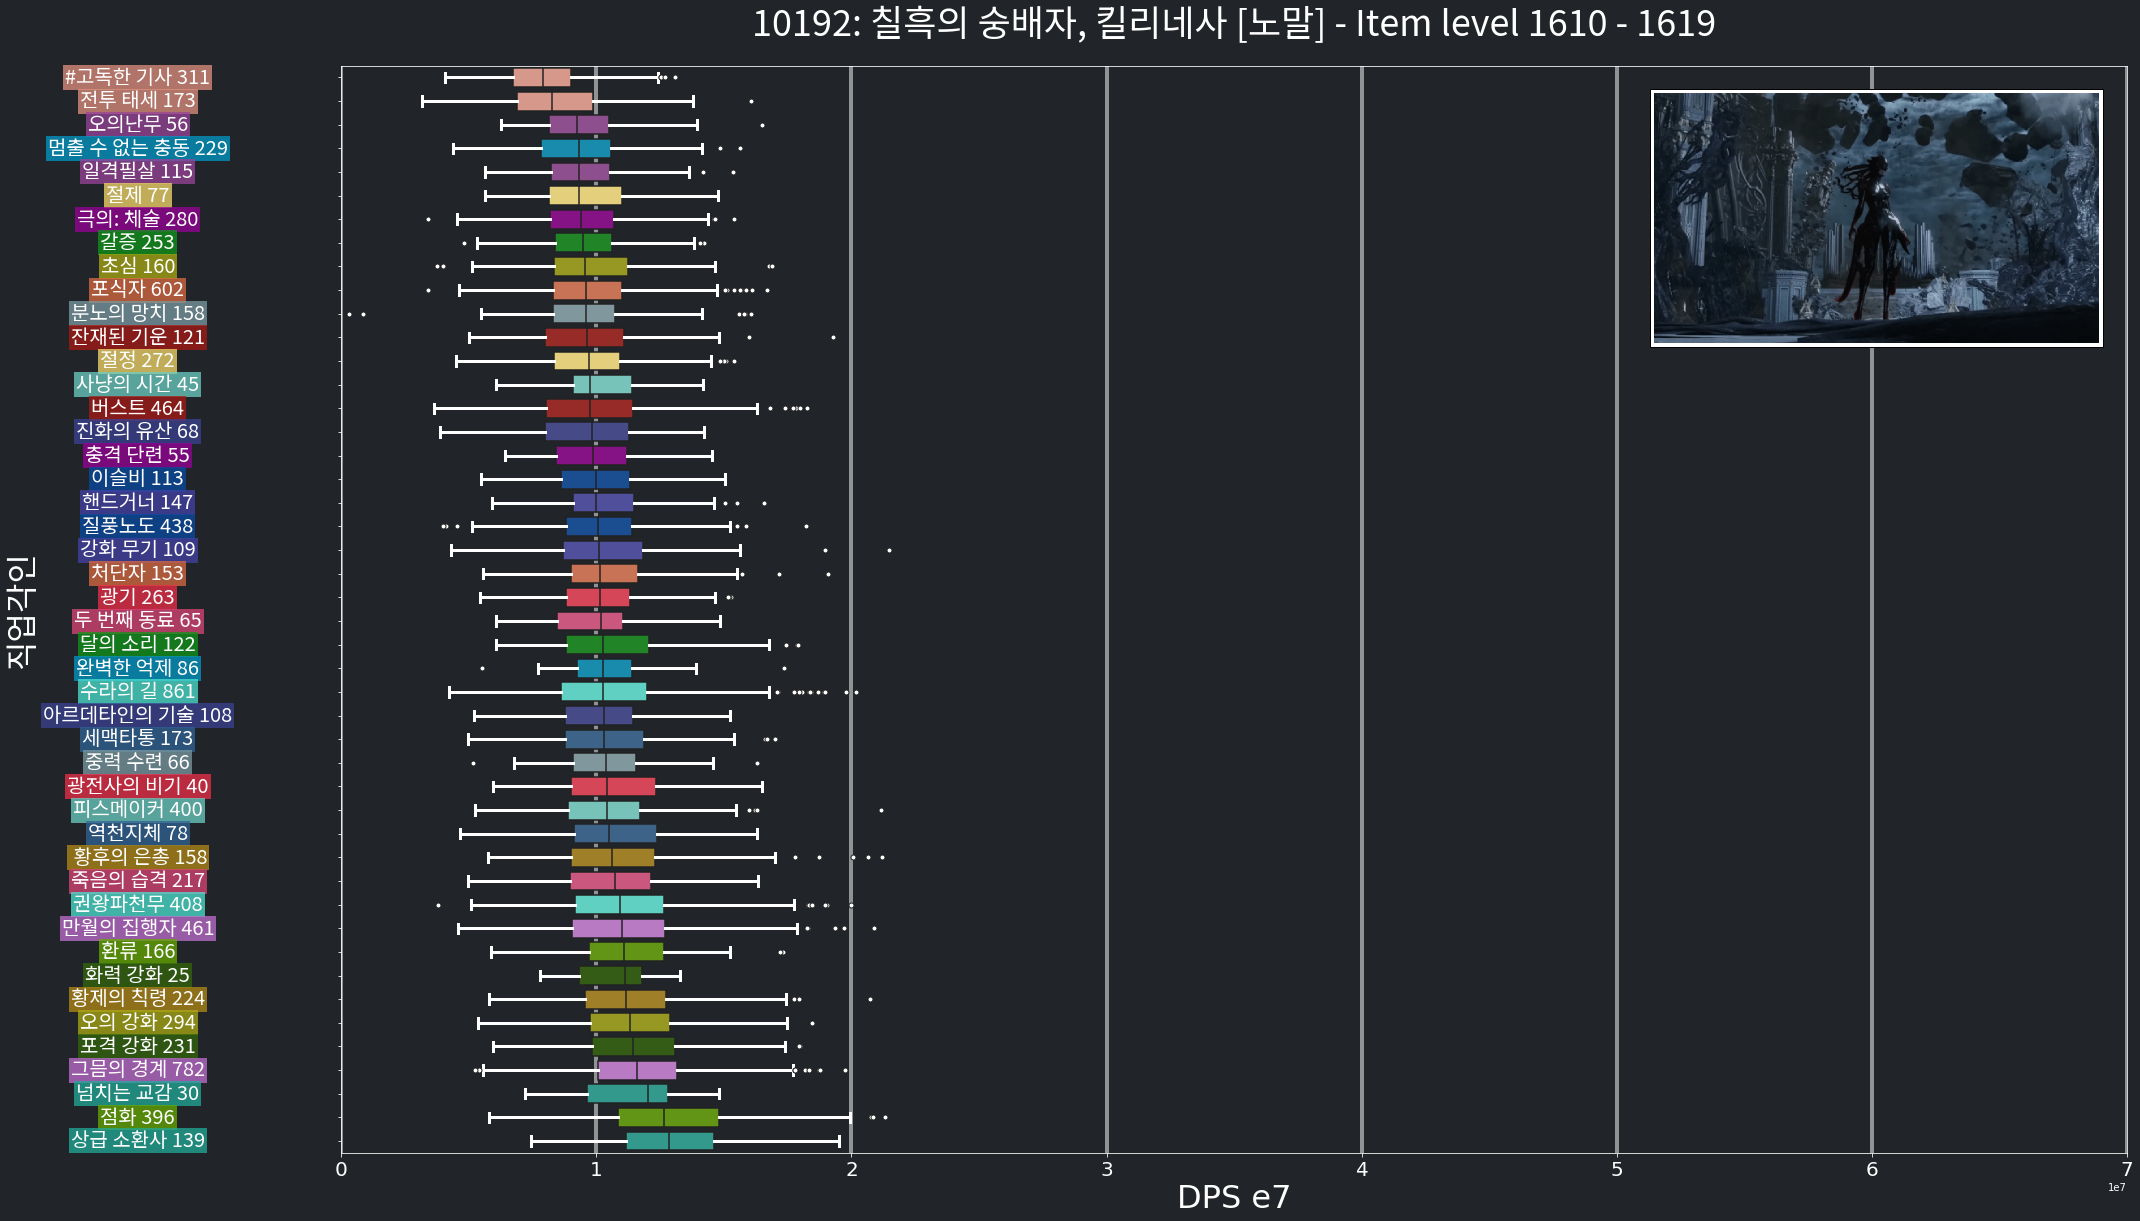 10192: 칠흑의 숭배자, 킬리네사 [노말] - Item level 1610 - 1619
#고독한 기사 311
전투 태세 173
오의난무 56
멈출 수 없는 충동 229
일격필살 115
절제 77
극의: 체술 280
갈증 253
초심 160
포식자 602
분노의 망치 158
잔재된 기운 121
절정 272
사냥의 시간 45
버스트 464
진화의 유산 68
충격 단련 55
이슬비 113
핸드거너 147
질풍노도 438
강화 무기 109
처단자 153
광기 263
두 번째 동료 65
달의 소리 122
완벽한 억제 86
수라의 길 861
아르데타인의 기술 108
세맥타통 173
중력 수련 66
광전사의 비기 40
피스메이커 400
역천지체 78
황후의 은총 158
죽음의 습격 217
권왕파천무 408
만월의 집행자 461
환류 166
화력 강화 25
황제의 칙령 224
오의 강화 294
포격 강화 231
그믐의 경계 782
넘치는 교감 30
점화 396
상급 소환사 139
직업각인
0 1 2 3 4 5 6 7
1e7
DPS e7